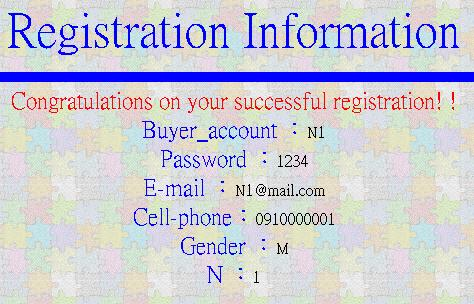 Registration Information
Congratulations on your successful registration! !
Buyer_account : N1
Password : 1234
E-mail : N1@mail.com
Cell-phone : 0910000001
Gender : M
N : 1